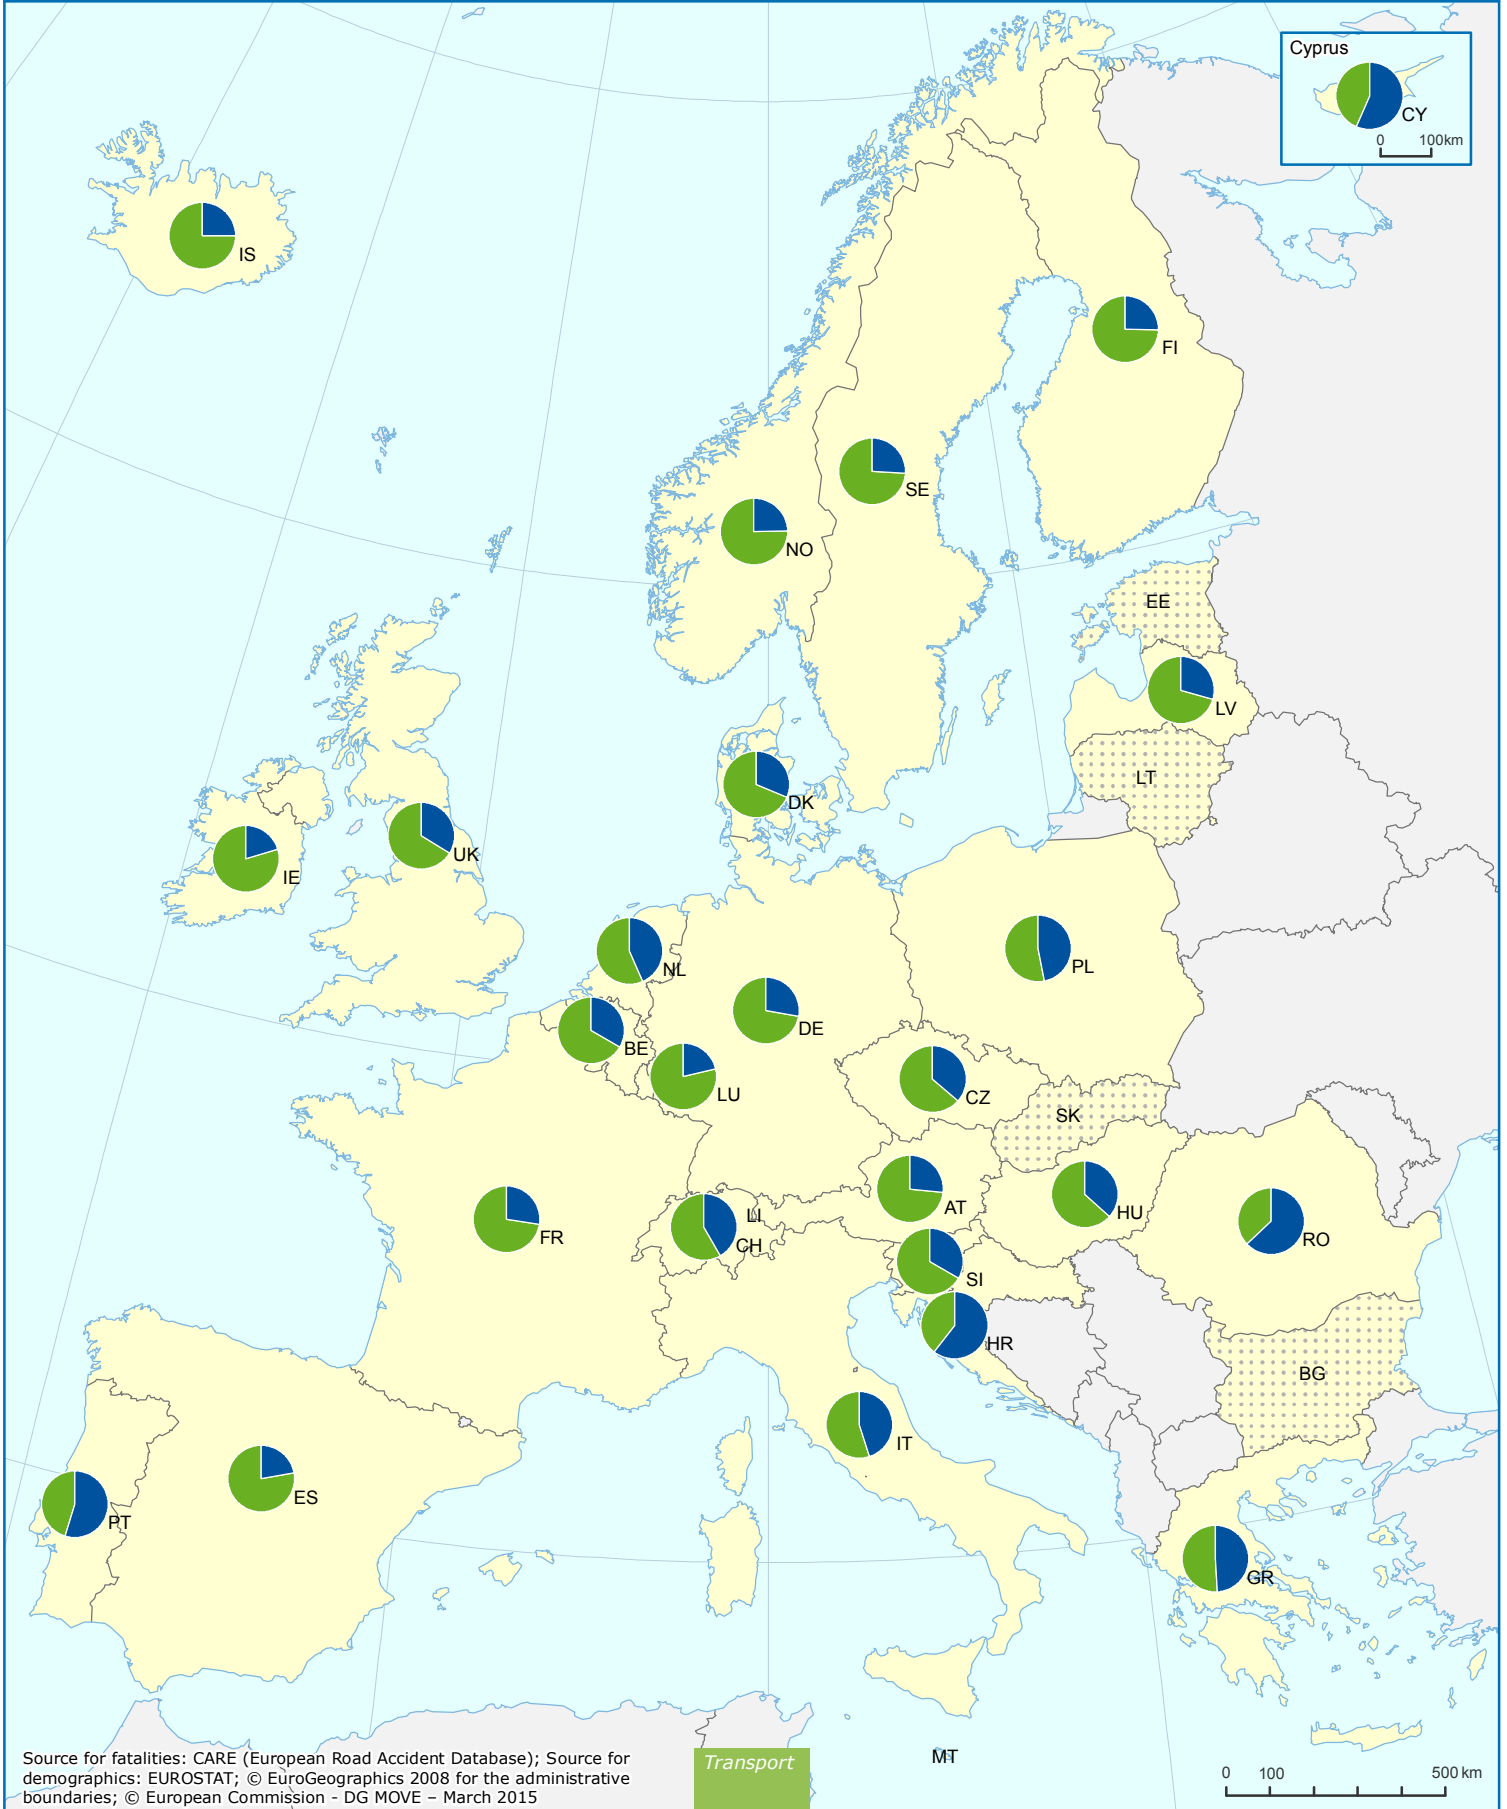 Cyprus
CY
0 100km
IS
FI
SE
NO
EE
LV
LT
DK
UK
IE
NL
PL
DE
BE
LU
CZ
SK
AT
HU
LI
CH
FR
RO
SI
HR
BG
IT
ES
PT
GR
MT
Source for fatalities: CARE (European Road Accident Database); Source for
demographics: EUROSTAT; © EuroGeographics 2008 for the administrative
boundaries; © European Commission - DG MOVE – March 2015
Transport
0 100 500 km